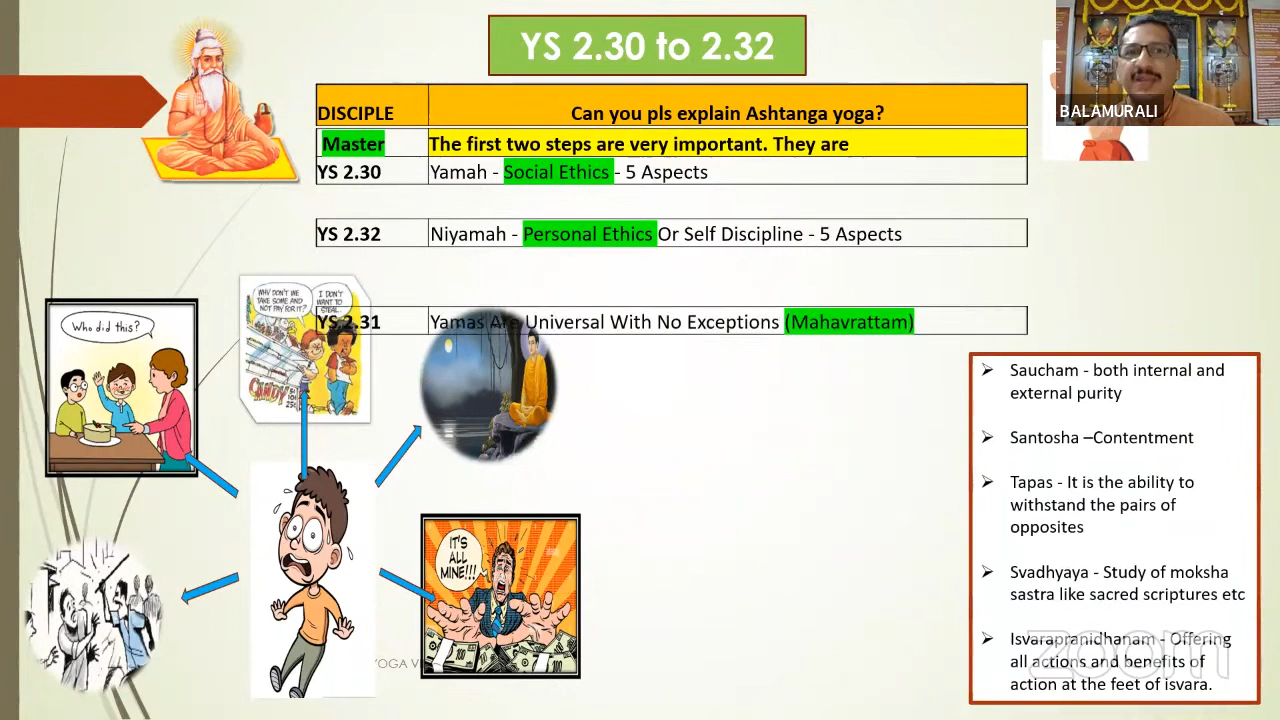 YS 2.30 to 2.32
BALAMURALI
DISCIPLE Can you pls explain Ashtanga yoga?
Master The first two steps are very important. They are
YS 2.30 Yamah - Social Ethics - 5 Aspects
YS 2.32 Niyamah - Personal Ethics Or Self Discipline - 5 Aspects
YS 2.31 Yamas Are Universal With No Exceptions (Mahavrattam)
WHY DON'T WE
TAKE SOME AND
NOT PAY FOR IT?
I DON'T
WANT TO
STEAL.
CANDY
Who did this?
IT'S
ALL
MINE!!!
YOGA V
Saucham - both internal and
external purity
Santosha –Contentment
Tapas - It is the ability to
withstand the pairs of
opposites
Svadhyaya - Study of moksha
sastra like sacred scriptures etc
Isvarapranidhanam - Offering
all actions and benefits of
action at the feet of isvara.
zoom